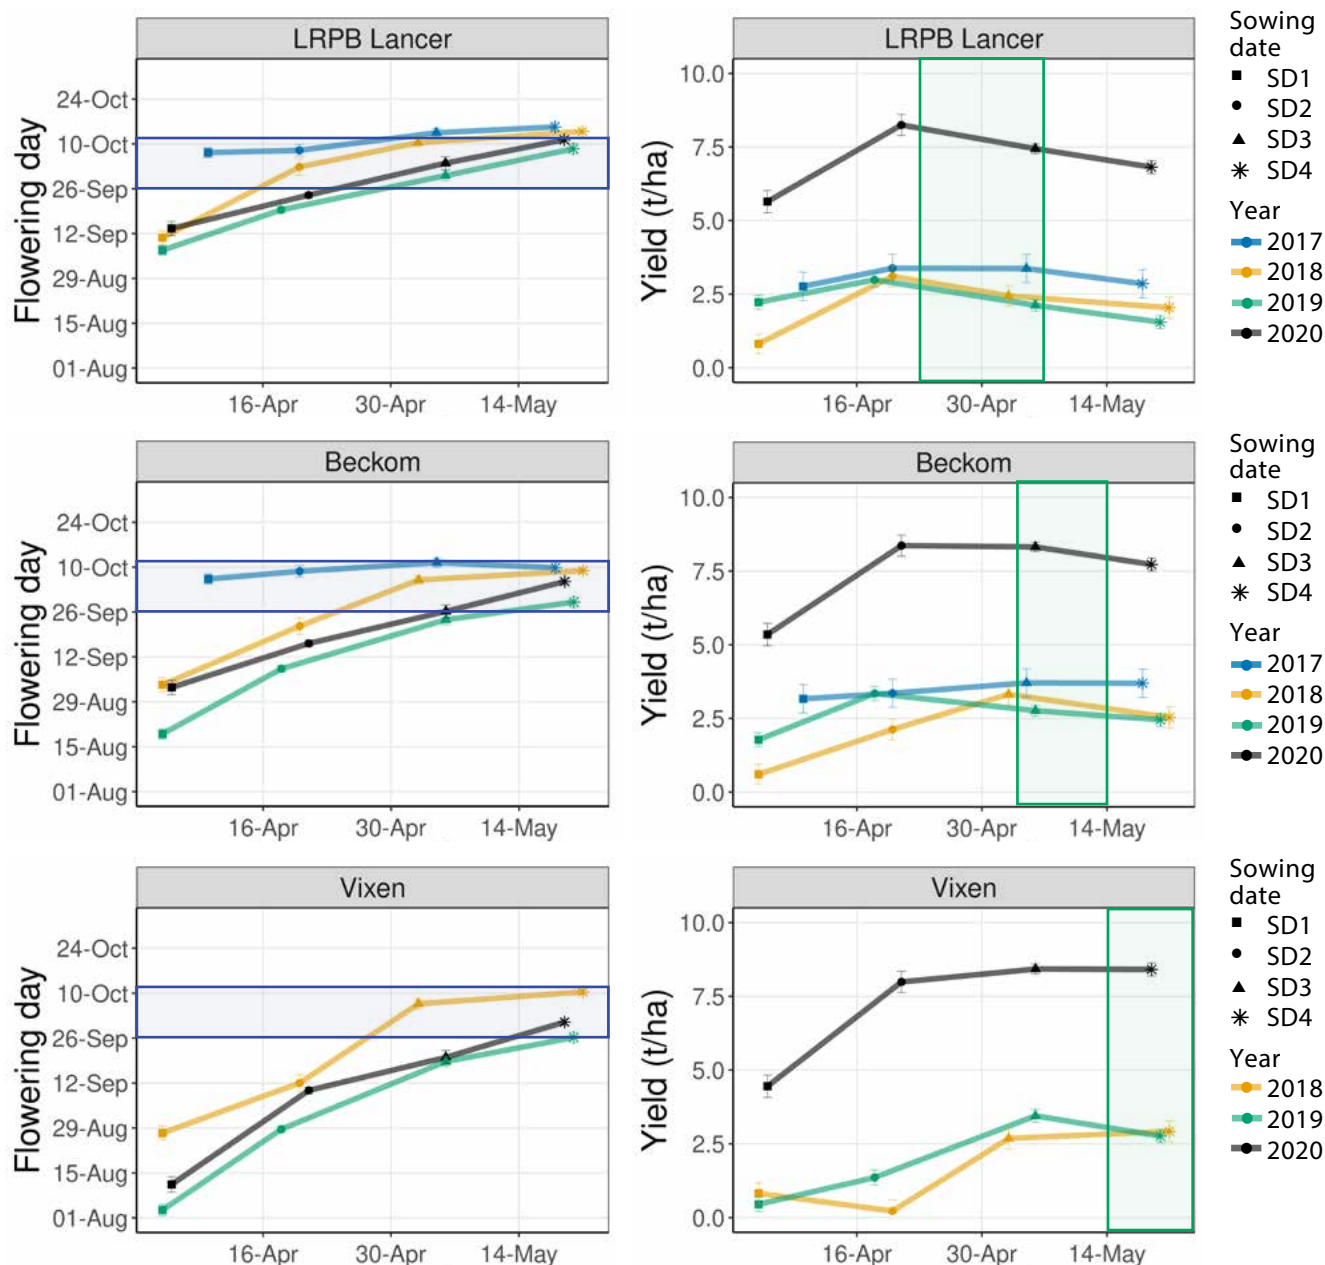 LRPB Lancer
Flowering day
24-Oct
10-Oct
26-Sep
12-Sep
29-Aug
15-Aug
01-Aug
16-Apr 30-Apr 14-May
LRPB Lancer
Yield (t/ha)
10.0
7.5
5.0
2.5
0.0
16-Apr 30-Apr 14-May
Sowing
date
SD1
SD2
SD3
SD4
Year
2017
2018
2019
2020
Beckom
Flowering day
24-Oct
10-Oct
26-Sep
12-Sep
29-Aug
15-Aug
01-Aug
16-Apr 30-Apr 14-May
Beckom
Yield (t/ha)
10.0
7.5
5.0
2.5
0.0
16-Apr 30-Apr 14-May
Sowing
date
SD1
SD2
SD3
SD4
Year
2017
2018
2019
2020
Vixen
Flowering day
24-Oct
10-Oct
26-Sep
12-Sep
29-Aug
15-Aug
01-Aug
16-Apr 30-Apr 14-May
Vixen
Yield (t/ha)
10.0
7.5
5.0
2.5
0.0
16-Apr 30-Apr 14-May
Sowing
date
SD1
SD2
SD3
SD4
Year
2018
2019
2020